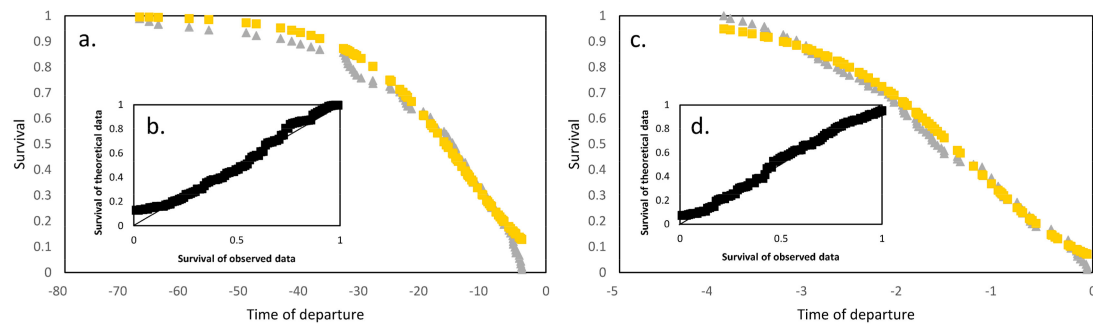 a.
Survival
1
0.9
0.8
0.7
0.6
0.5
0.4
0.3
0.2
0.1
0
-80 -70 -60 -50 -40 -30 -20 -10 0
Time of departure
b.
Survival of theoretical data
1
0.8
0.6
0.4
0.2
0
0 0.5 1
Survival of observed data
c.
Survival
1
0.9
0.8
0.7
0.6
0.5
0.4
0.3
0.2
0.1
0
-5 -4 -3 -2 -1 0
Time of departure
d.
Survival of theoretical data
1
0.8
0.6
0.4
0.2
0
0 0.5 1
Survival of observed data